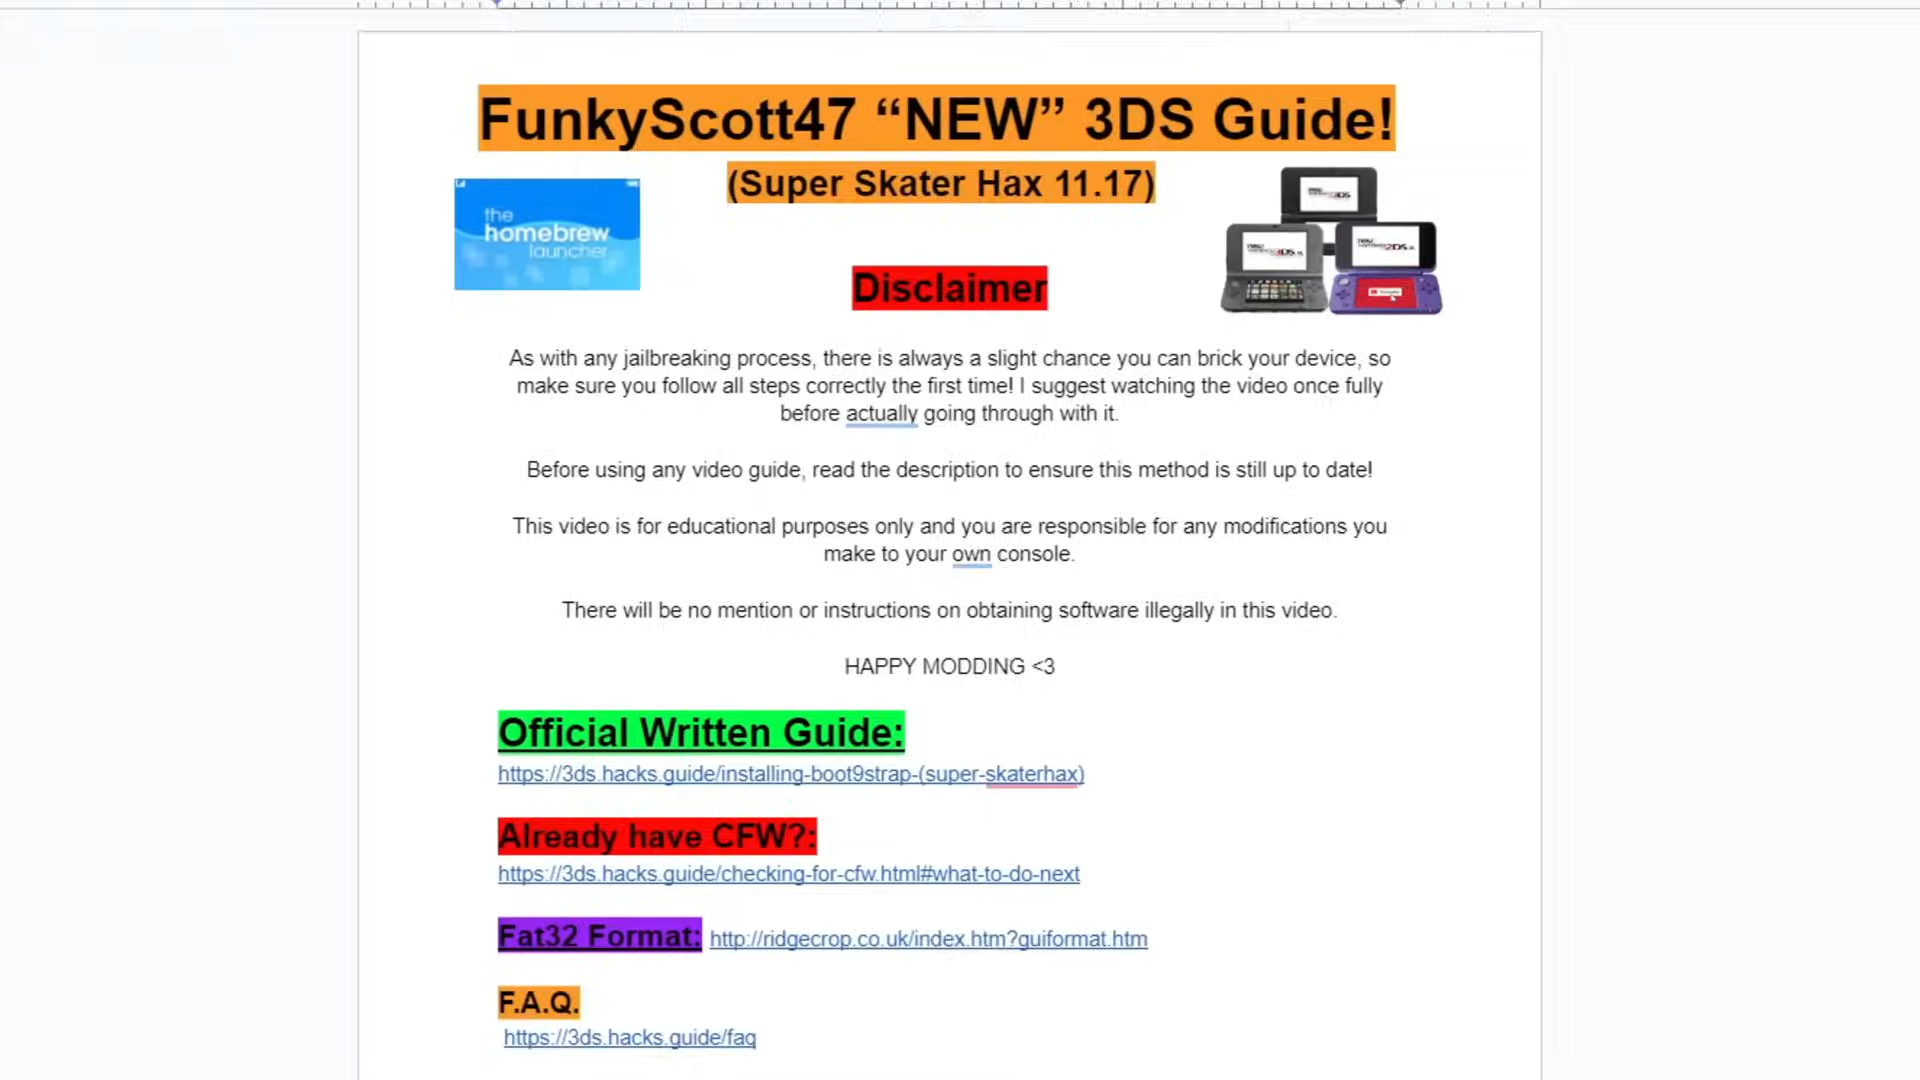 FunkyScott47 “NEW” 3DS Guide!
(Super Skater Hax 11.17)
the
homebrew
launcher
Disclaimer
As with any jailbreaking process, there is always a slight chance you can brick your device, so
make sure you follow all steps correctly the first time! I suggest watching the video once fully
before actually going through with it.
Before using any video guide, read the description to ensure this method is still up to date!
This video is for educational purposes only and you are responsible for any modifications you
make to your own console.
There will be no mention or instructions on obtaining software illegally in this video.
HAPPY MODDING <3
Official Written Guide:
https://3ds.hacks.guide/installing-boot9strap-(super-skaterhax)
Already have CFW?:
https://3ds.hacks.guide/checking-for-cfw.html#what-to-do-next
Fat32 Format: http://ridgecrop.co.uk/index.htm?guiformat.htm
F.A.Q.
https://3ds.hacks.guide/faq